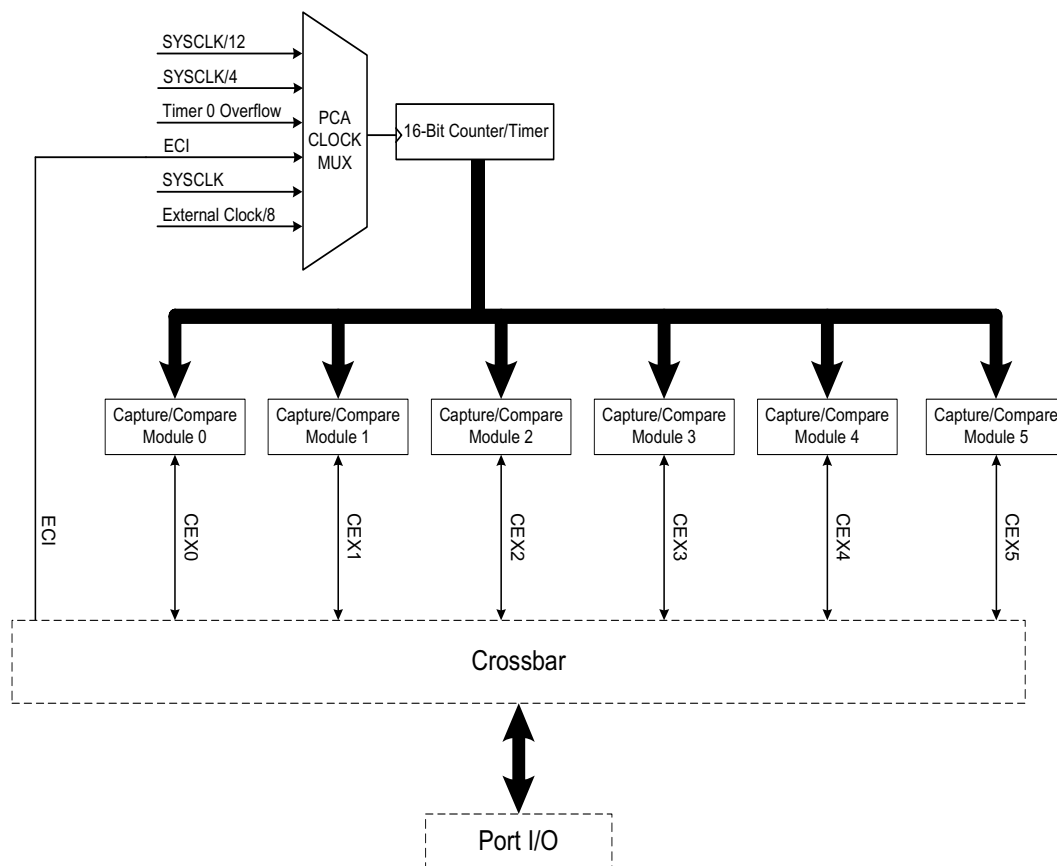 SYSCLK/12
SYSCLK/4
Timer 0 Overflow
ECI
SYSCLK
External Clock/8
PCA
CLOCK
MUX
16-Bit Counter/Timer
Capture/Compare
Module 0
Capture/Compare
Module 1
Capture/Compare
Module 2
Capture/Compare
Module 3
Capture/Compare
Module 4
Capture/Compare
Module 5
ECI
CEX0
CEX1
CEX2
CEX3
CEX4
CEX5
Crossbar
Port I/O